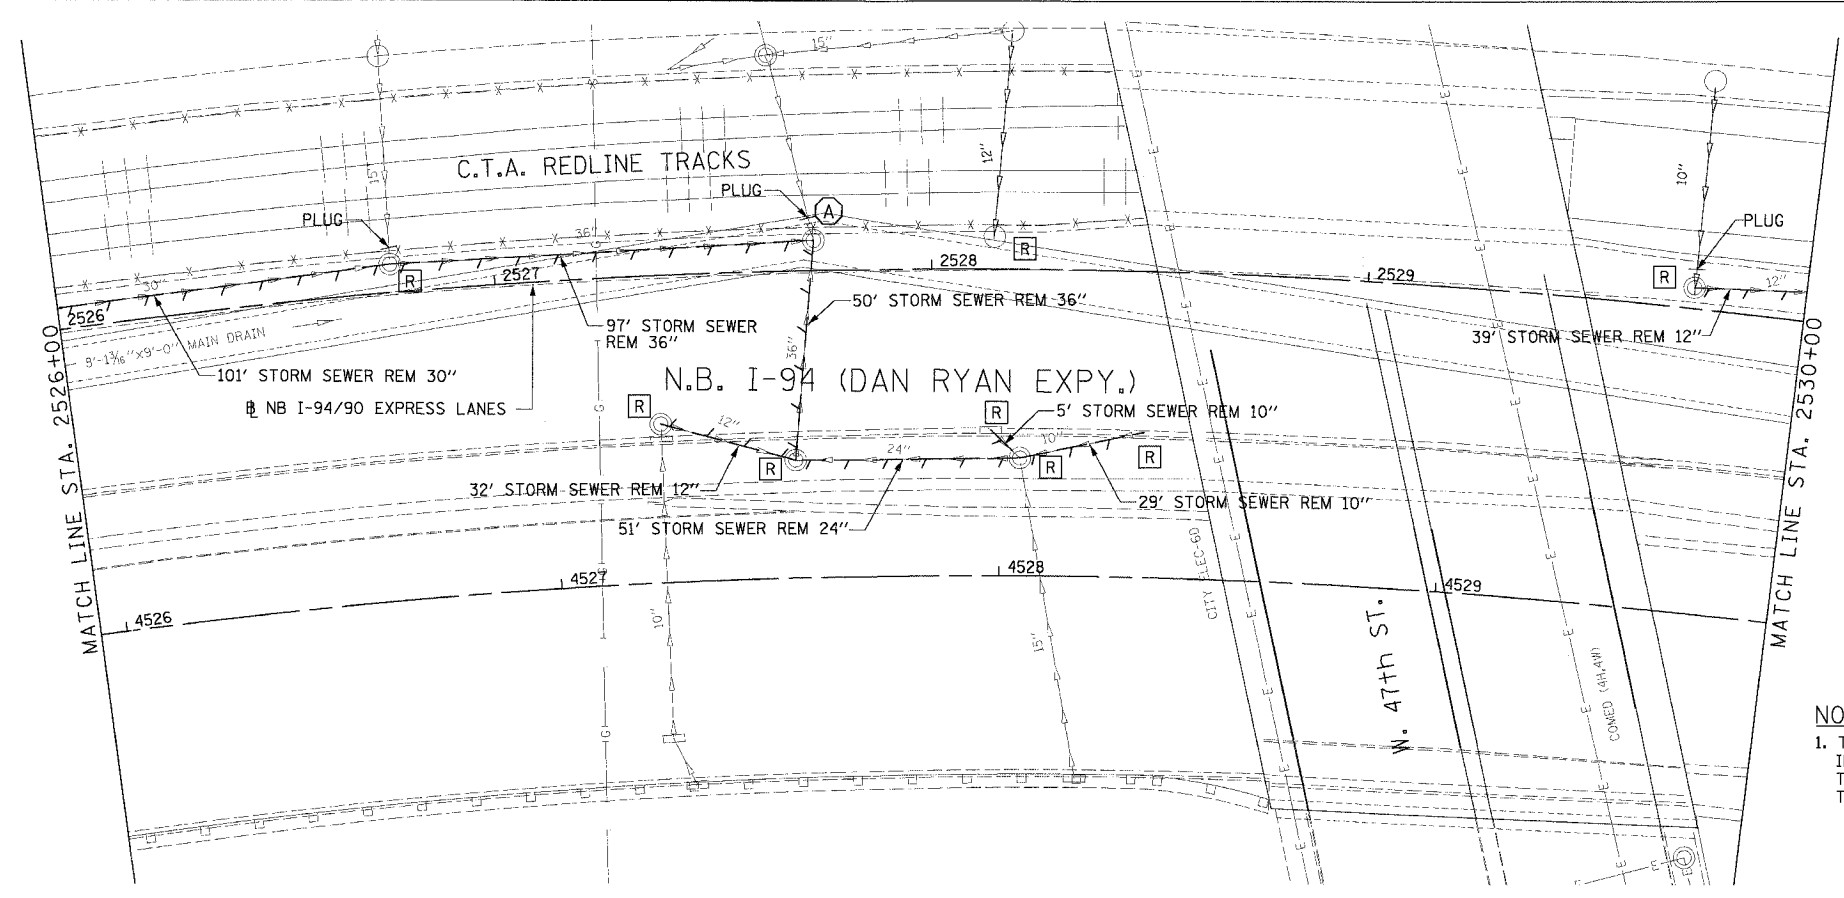 15"
C.T.A. REDLINE TRACKS
15"
12"
10"
PLUG
PLUG
PLUG
A
R
R
R
36"
30"
12"
2526
2527
2528
2529
50' STORM SEWER REM 36"
97' STORM SEWER
REM 36"
39' STORM SEWER REM 12"
MAIN DRAIN
101' STORM SEWER REM 30"
36"
N.B. I-94 (DAN RYAN EXPY.)
NB I-94/90 EXPRESS LANES
R
R
5' STORM SEWER REM 10"
12"
24"
10"
R
R
R
32' STORM SEWER REM 12"
29' STORM SEWER REM 10"
51' STORM SEWER REM 24"
MATCH LINE STA. 2526+00
MATCH LINE STA. 2530+00
4526
4527
4528
4529
10"
15"
CITY ELEC-6D
W. 47th ST.
COMED (4H,4W)
NO
1. T
I
T
T